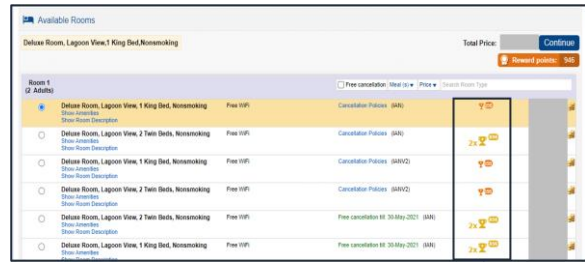 Available Rooms
Deluxe Room, Lagoon View,1 King Bed,Nonsmoking
Total Price:
Continue
Reward points: 946
Room 1
(2 Adults)
Free cancellation
Meal (s)
Price
Search Room Type
Deluxe Room, Lagoon View, 1 King Bed, Nonsmoking Free WiFi Cancellation Policies (IAN)
Show Amenities
Show Room Description
Deluxe Room, Lagoon View, 2 Twin Beds, Nonsmoking Free WiFi Cancellation Policies (IAN)
2x
Show Amenities
Show Room Description
Deluxe Room, Lagoon View, 1 King Bed, Nonsmoking Free WiFi Cancellation Policies (IANV2)
Show Amenities
Show Room Description
Deluxe Room, Lagoon View, 2 Twin Beds, Nonsmoking Free WiFi Cancellation Policies (IANV2)
Show Amenities
Show Room Description
Deluxe Room, Lagoon View, 2 Twin Beds, Nonsmoking Free WiFi Free cancellation till: 30-May-2021 (IAN)
2x
Show Amenities
Show Room Description
Deluxe Room, Lagoon View, 1 King Bed, Nonsmoking Free WiFi Free cancellation till: 30-May-2021 (IAN)
2x
Show Amenities
Show Room Description